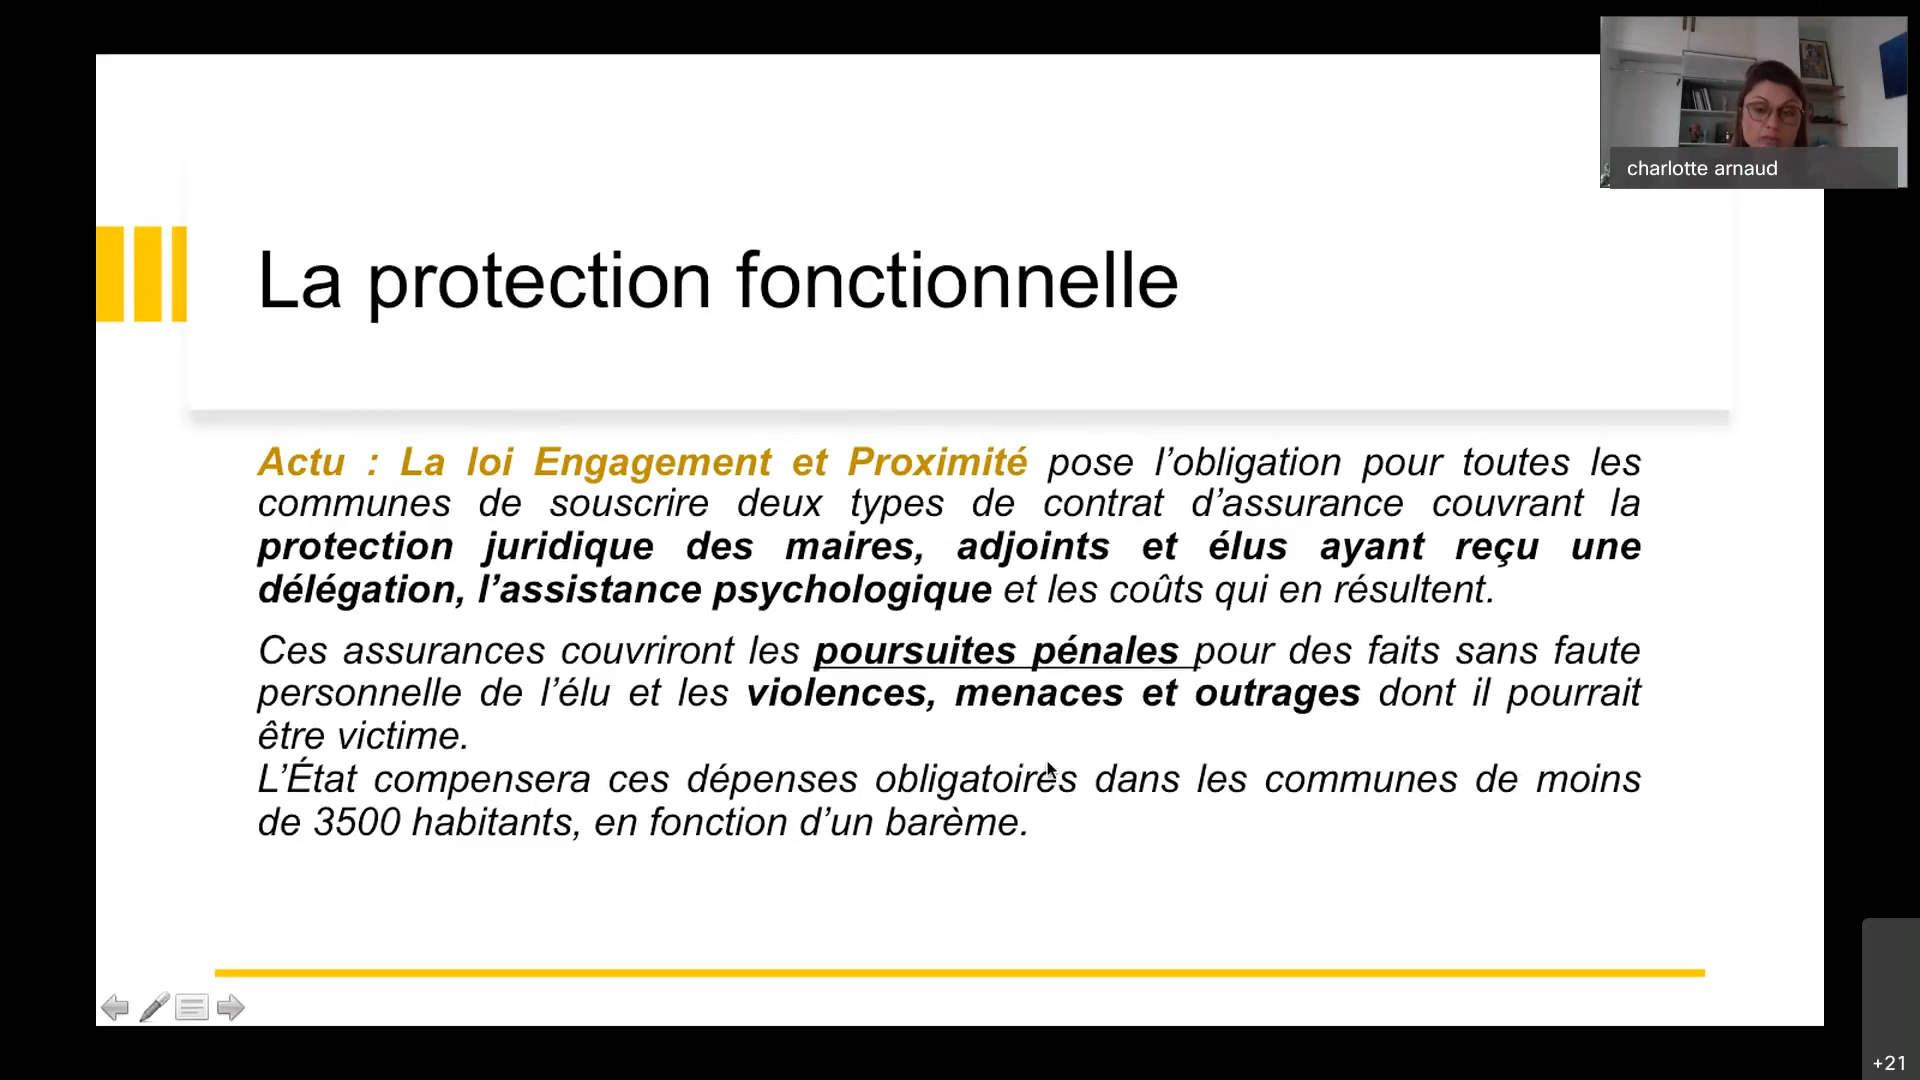 charlotte arnaud
La protection fonctionnelle
Actu : La loi Engagement et Proximité pose l’obligation pour toutes les
communes de souscrire deux types de contrat d’assurance couvrant la
protection juridique des maires, adjoints et élus ayant reçu une
délégation, l’assistance psychologique et les coûts qui en résultent.
Ces assurances couvriront les poursuites pénales pour des faits sans faute
personnelle de l’élu et les violences, menaces et outrages dont il pourrait
être victime.
L’État compensera ces dépenses obligatoires dans les communes de moins
de 3500 habitants, en fonction d’un barème.
+21